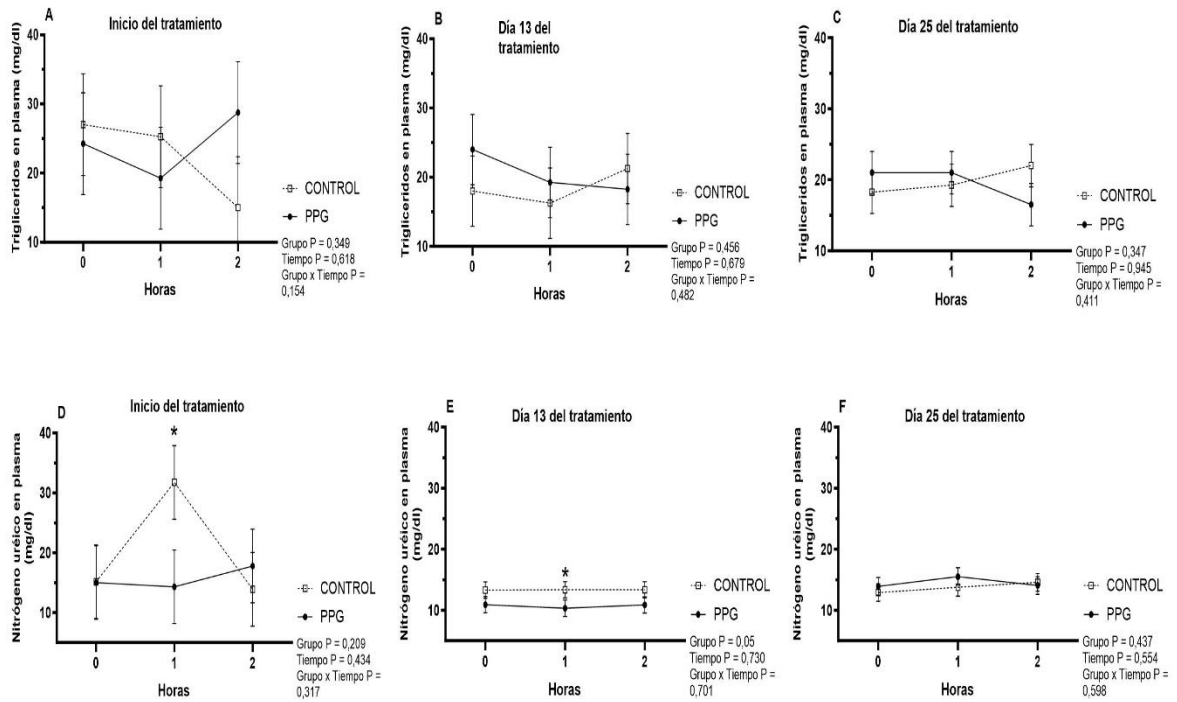 A
Inicio del tratamiento
Trigliceridos en plasma (mg/dl)
40
30
20
10
0
1
2
Horas
CONTROL
PPG
Grupo P = 0,349
Tiempo P = 0,618
Grupo x Tiempo P =
0,154
B
Día 13 del
tratamiento
Trigliceridos en plasma (mg/dl)
40
30
20
10
0
1
2
Horas
CONTROL
PPG
Grupo P = 0,456
Tiempo P = 0,679
Grupo x Tiempo P =
0,482
C
Día 25 del tratamiento
Trigliceridos en plasma (mg/dl)
40
30
20
10
0
1
2
Horas
CONTROL
PPG
Grupo P = 0,347
Tiempo P = 0,945
Grupo x Tiempo P =
0,411
D
Inicio del tratamiento
Nitrógeno uréico en plasma
(mg/dl)
40
30
20
10
*
0
1
2
Horas
CONTROL
PPG
Grupo P = 0,209
Tiempo P = 0,434
Grupo x Tiempo P =
0,317
E
Día 13 del tratamiento
Nitrógeno uréico en plasma
(mg/dl)
40
30
20
10
*
0
1
2
Horas
CONTROL
PPG
Grupo P = 0,05
Tiempo P = 0,730
Grupo x Tiempo P =
0,701
F
Día 25 del tratamiento
Nitrógeno uréico en plasma
(mg/dl)
40
30
20
10
0
1
2
Horas
CONTROL
PPG
Grupo P = 0,437
Tiempo P = 0,554
Grupo x Tiempo P =
0,598